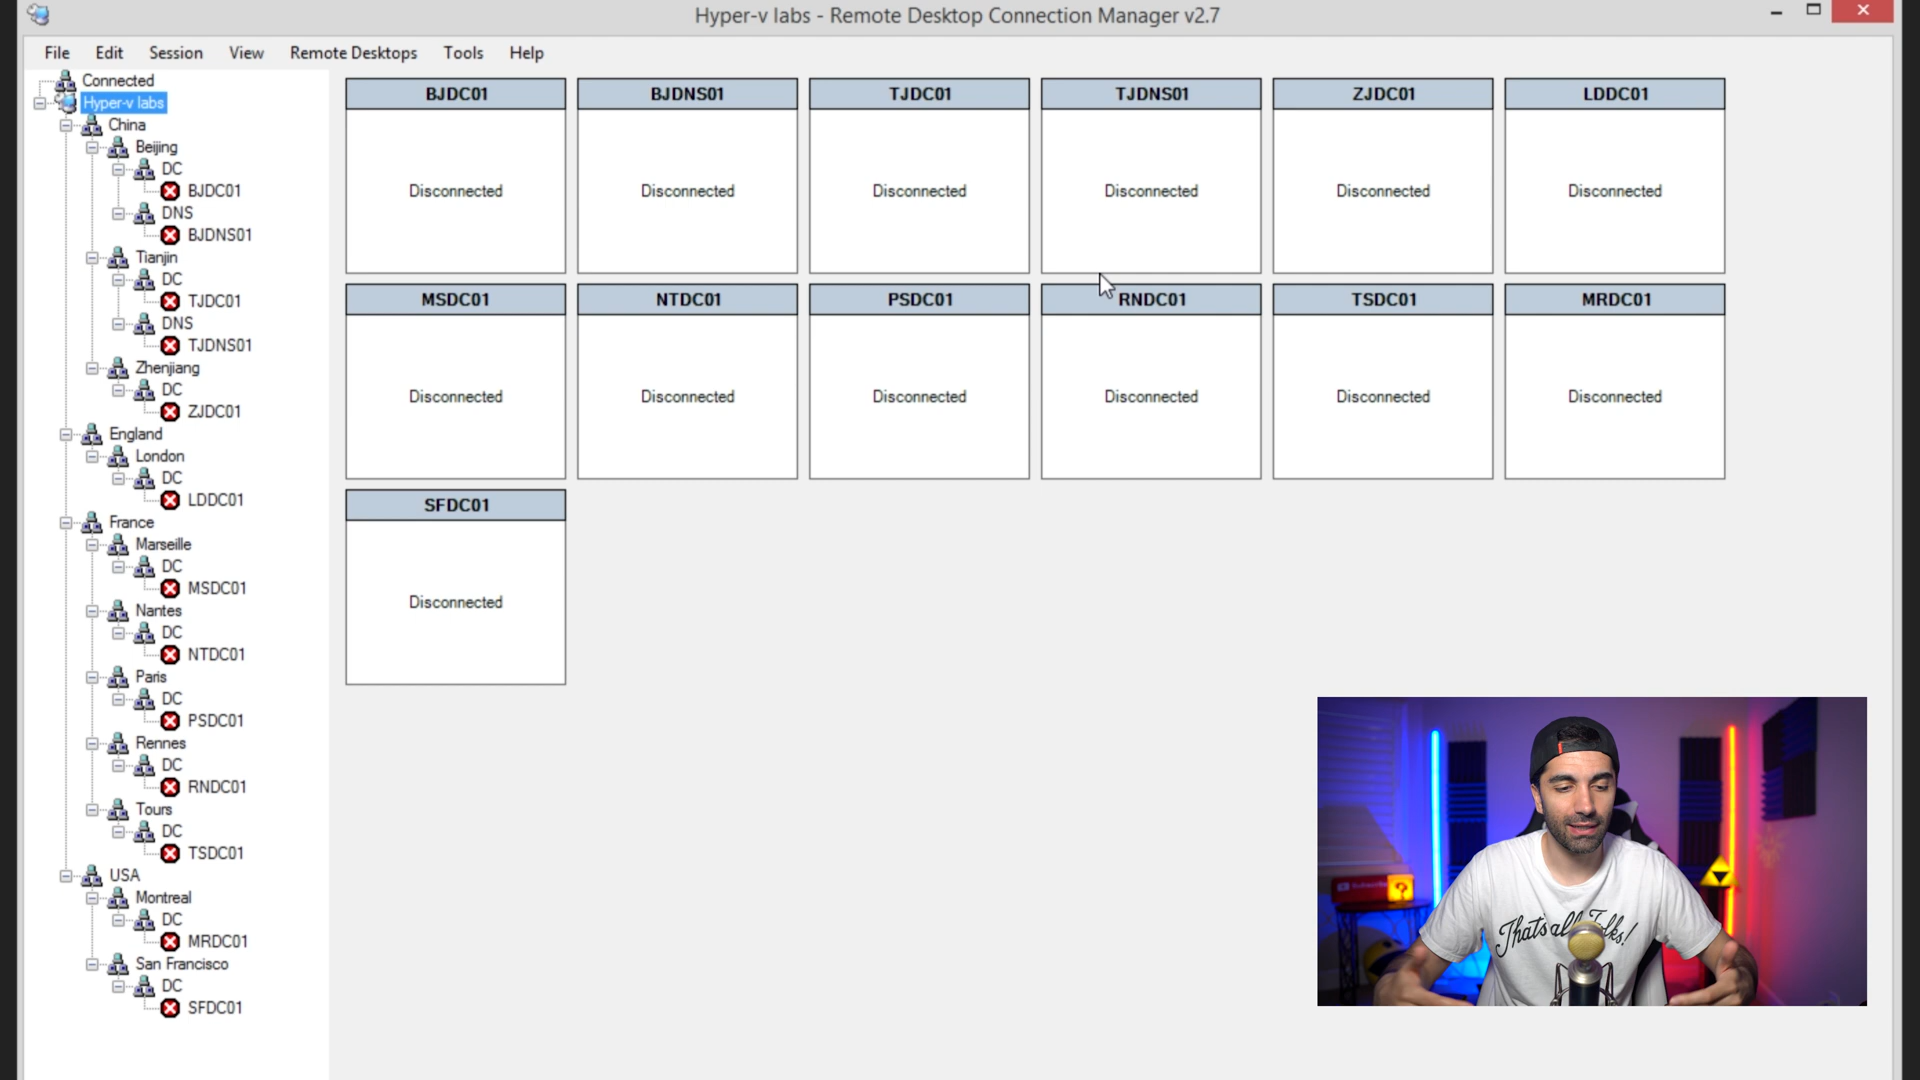 Hyper-v labs - Remote Desktop Connection Manager v2.7
File Edit Session View Remote Desktops Tools Help
Connected
Hyper-v labs
China
Beijing
DC
BJDC01
DNS
BJDNS01
Tianjin
DC
TJDC01
DNS
TJDNS01
Zhenjiang
DC
ZJDC01
England
London
DC
LDDC01
France
Marseille
DC
MSDC01
Nantes
DC
NTDC01
Paris
DC
PSDC01
Rennes
DC
RNDC01
Tours
DC
TSDC01
USA
Montreal
DC
MRDC01
San Francisco
DC
SFDC01
BJDC01 BJDNS01 TJDC01 TJDNS01 ZJDC01 LDDC01
Disconnected Disconnected Disconnected Disconnected Disconnected Disconnected
MSDC01 NTDC01 PSDC01 RNDC01 TSDC01 MRDC01
Disconnected Disconnected Disconnected Disconnected Disconnected Disconnected
SFDC01
Disconnected
?
That's all